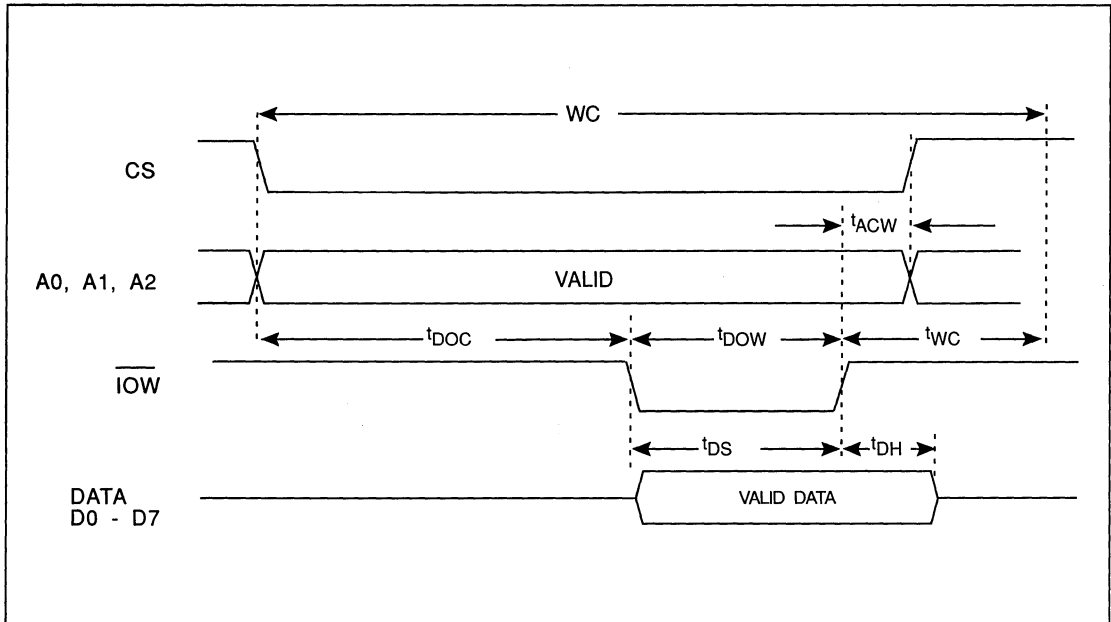 WC
CS
tACW
A0, A1, A2
VALID
tDOC
tDOW
tWC
IOW
tDS
tDH
DATA
D0 - D7
VALID DATA